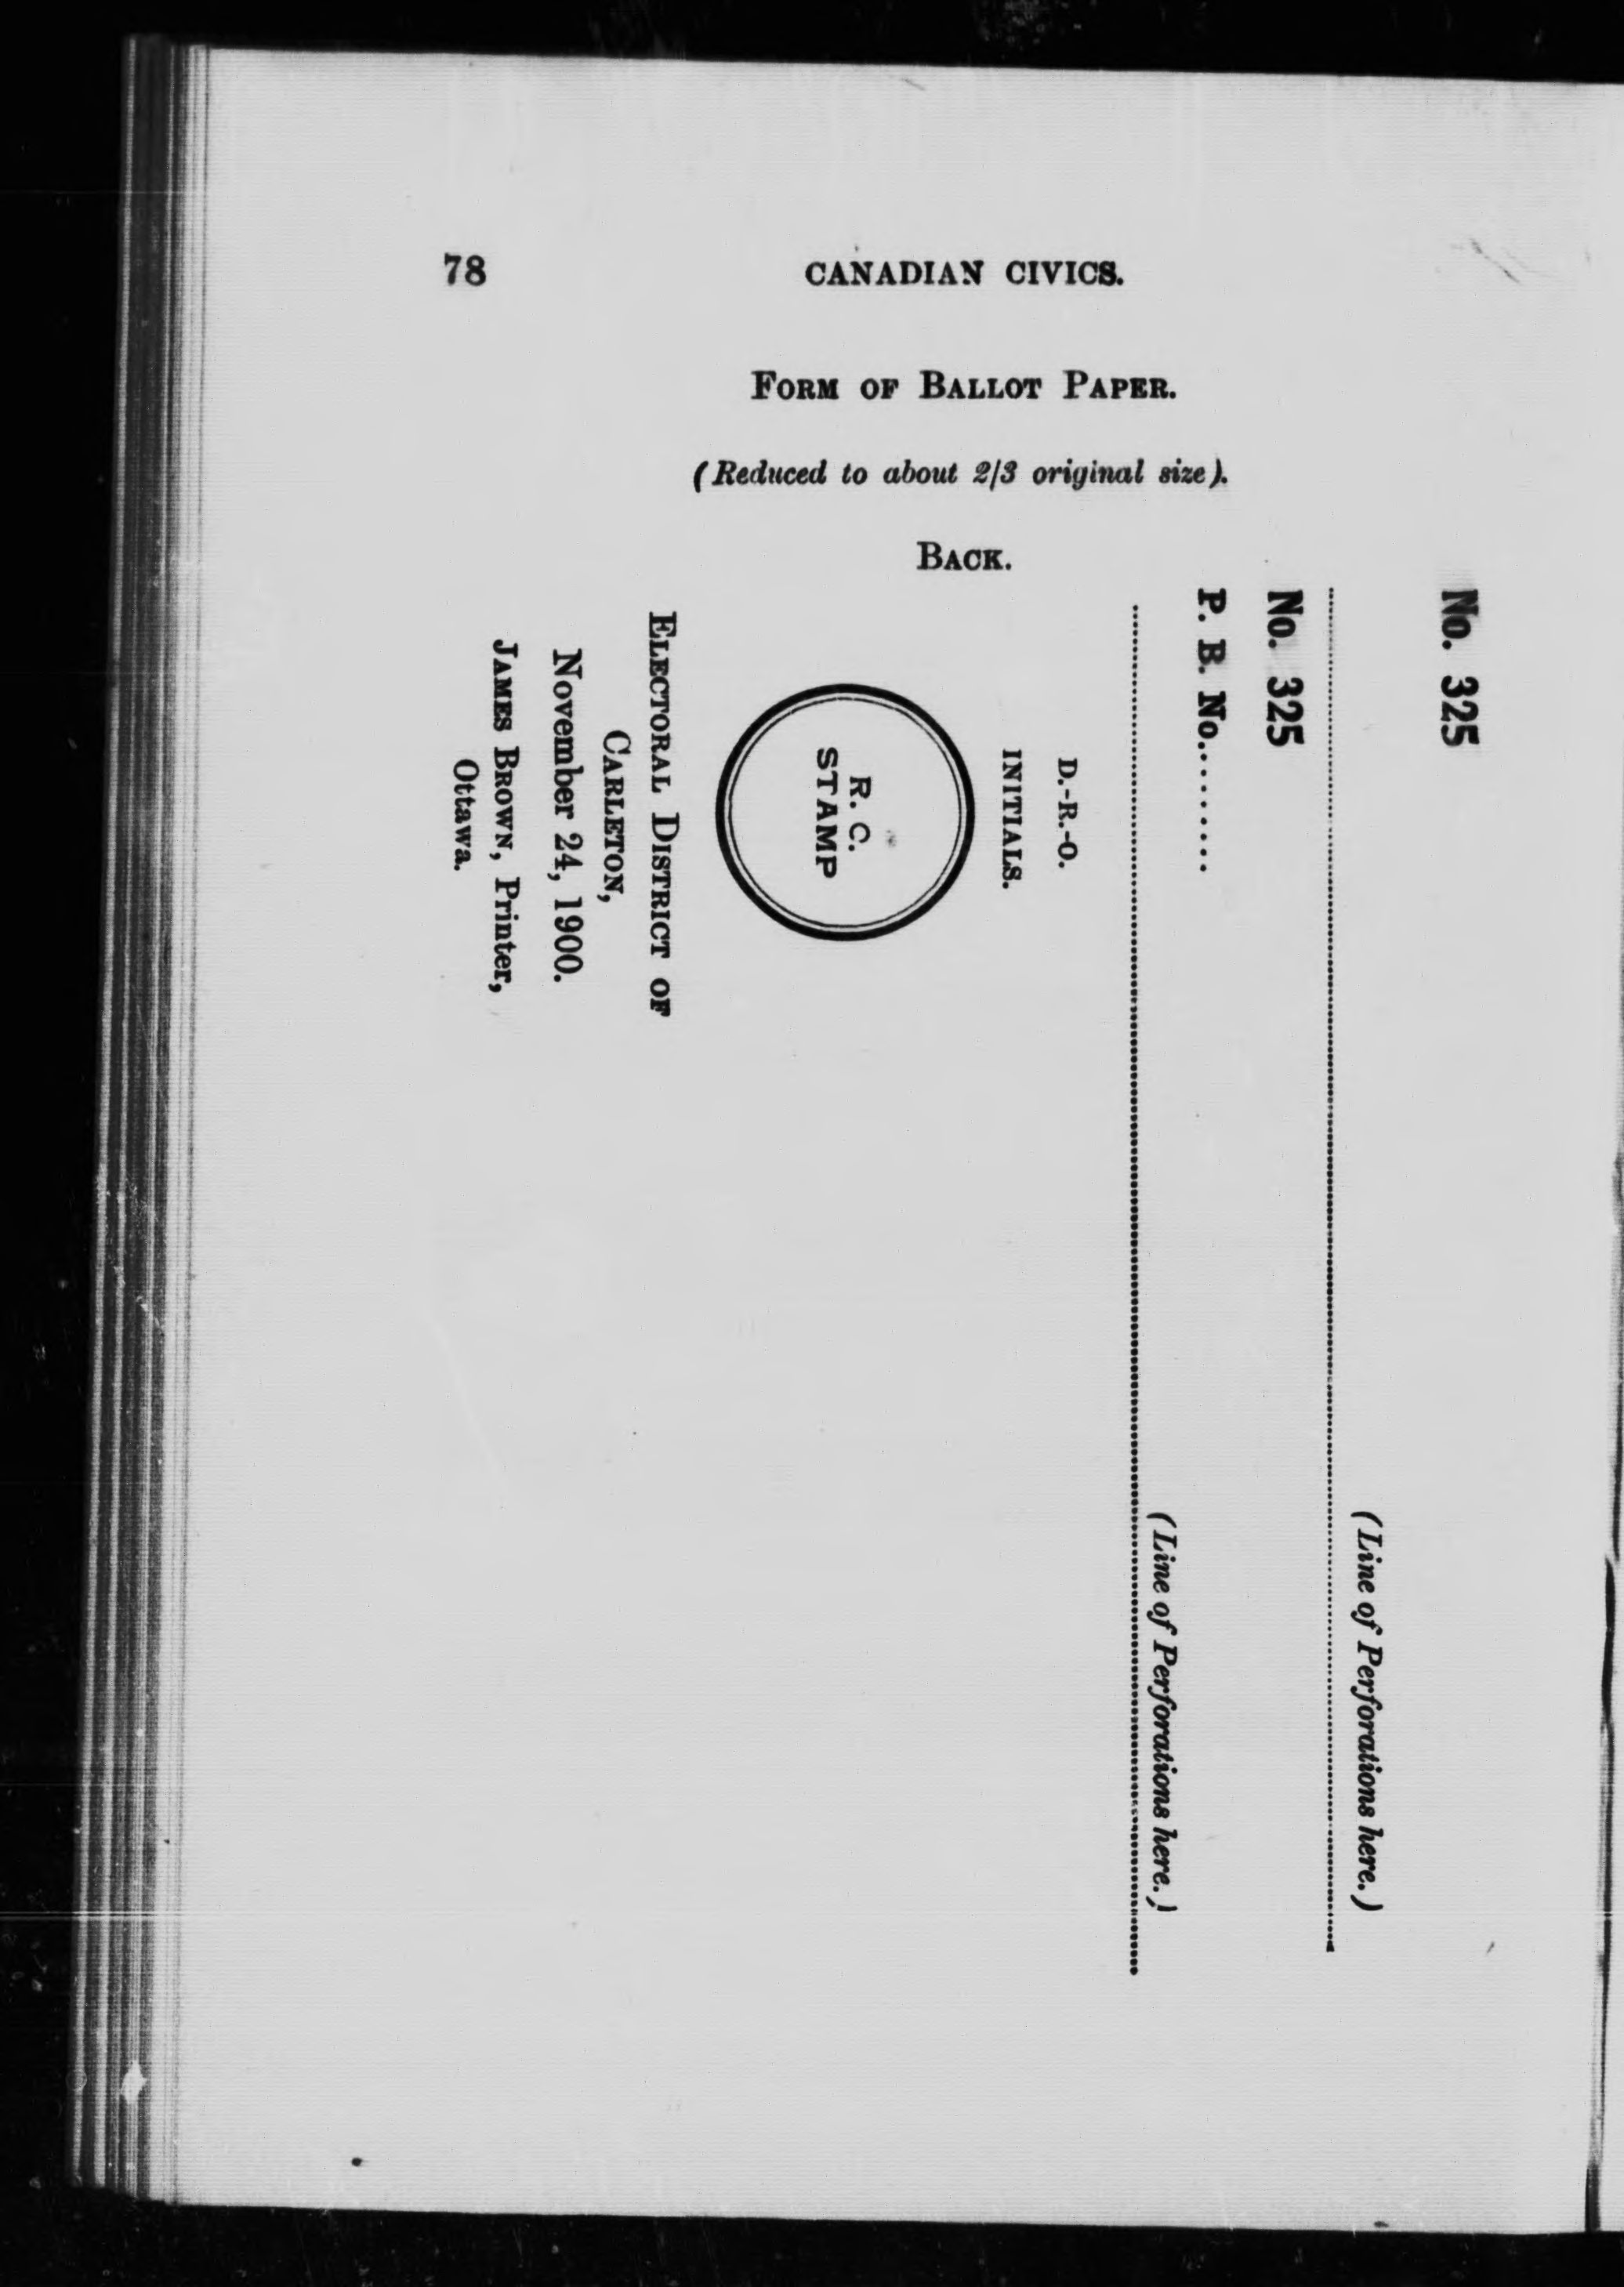 78
CANADIAN CIVICS.
FORM OF BALLOT PAPER.
(Reduced to about 2/3 original size).
BACK.
No. 325
(Line of Perforations here.)
No. 325
P. B. No.........
(Line of Perforations here.)
D.-R.-O.
INITIALS.
R. C.
STAMP
ELECTORAL DISTRICT OF
CARLETON,
November 24, 1900.
JAMES BROWN, Printer,
Ottawa.